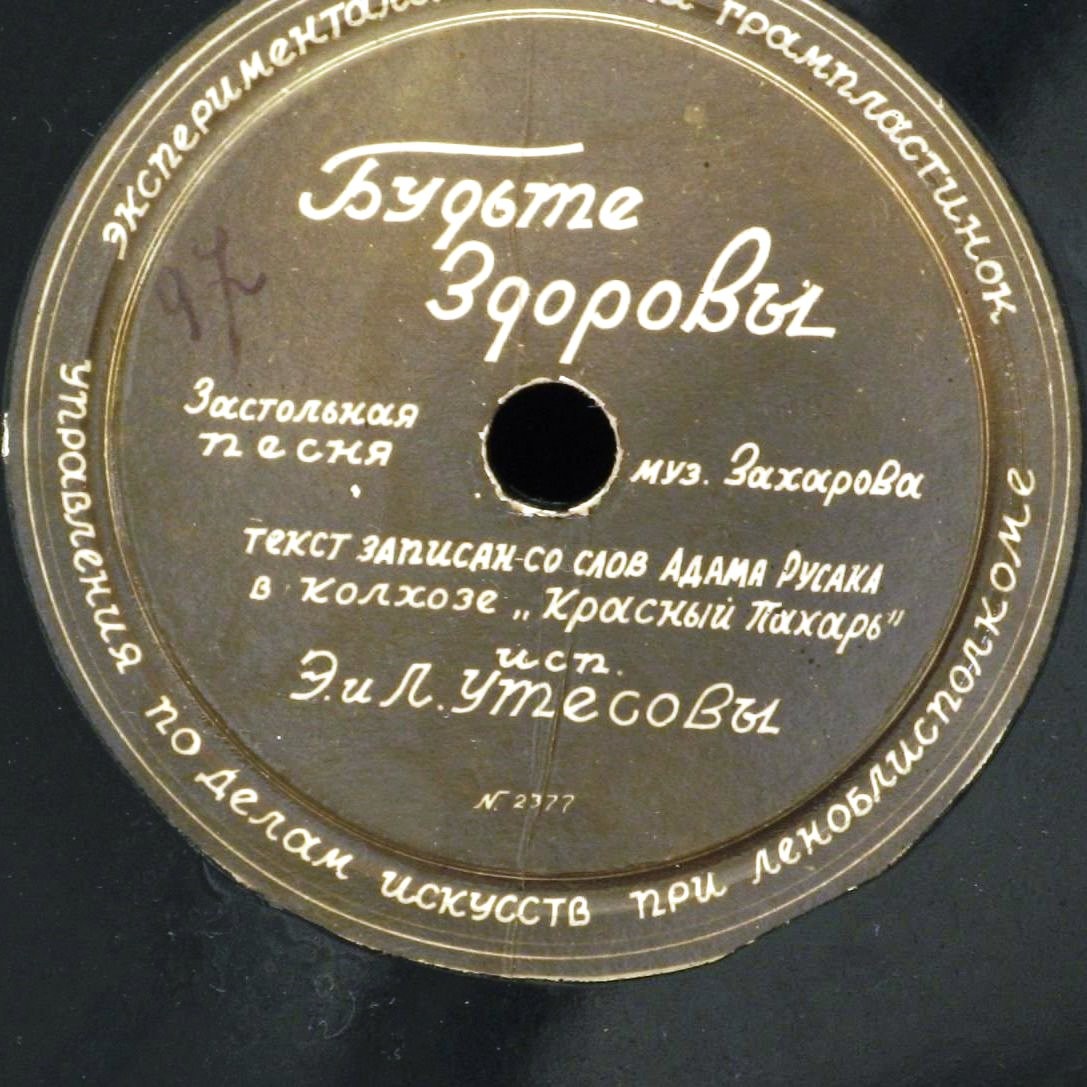 грампластинок
Будьте
Здоровы
97
Застольная
песня
муз. Захарова
текст записан со слов Адама Русака
в колхозе „Красный Пахарь"
исп.
Э. и Л. Утесовы
№ 2377
управления по делам искусств при леноблисполкоме